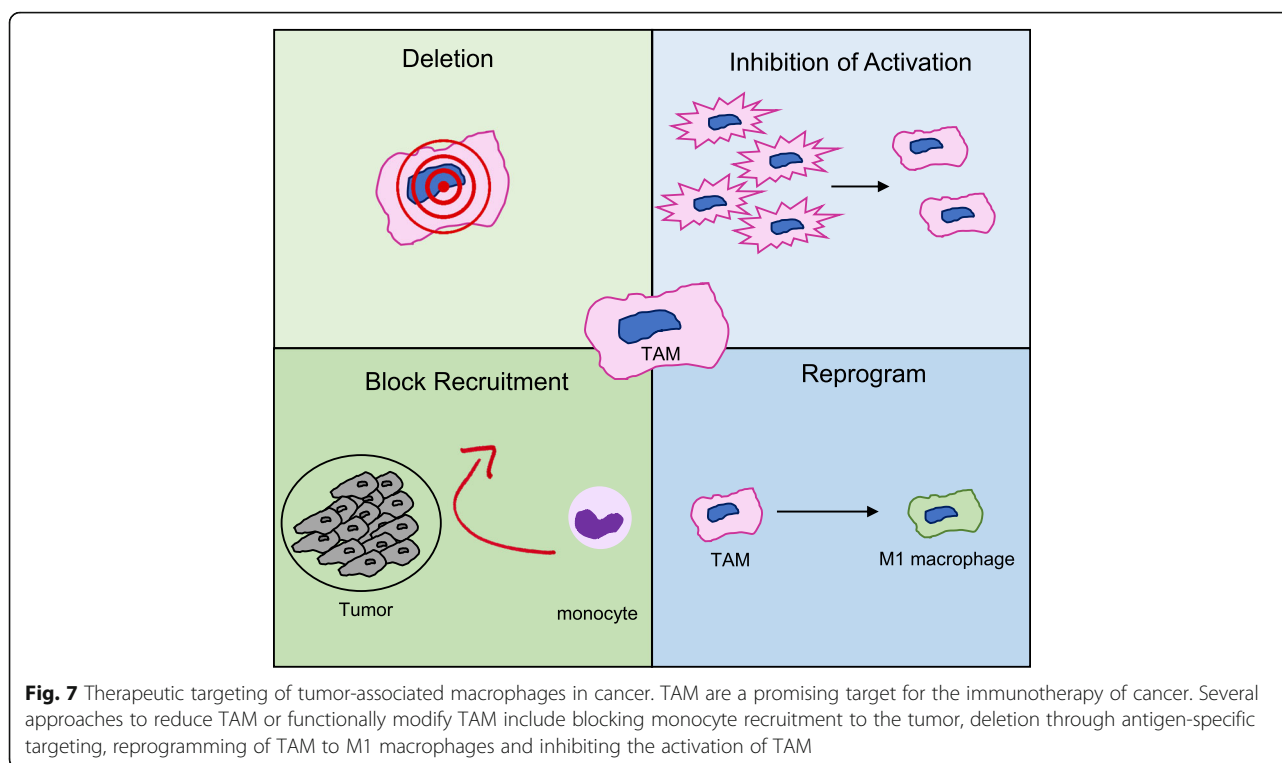 Deletion
Inhibition of Activation
TAM
Block Recruitment
Reprogram
Tumor
monocyte
TAM
M1 macrophage
Fig. 7 Therapeutic targeting of tumor-associated macrophages in cancer. TAM are a promising target for the immunotherapy of cancer. Several
approaches to reduce TAM or functionally modify TAM include blocking monocyte recruitment to the tumor, deletion through antigen-specific
targeting, reprogramming of TAM to M1 macrophages and inhibiting the activation of TAM